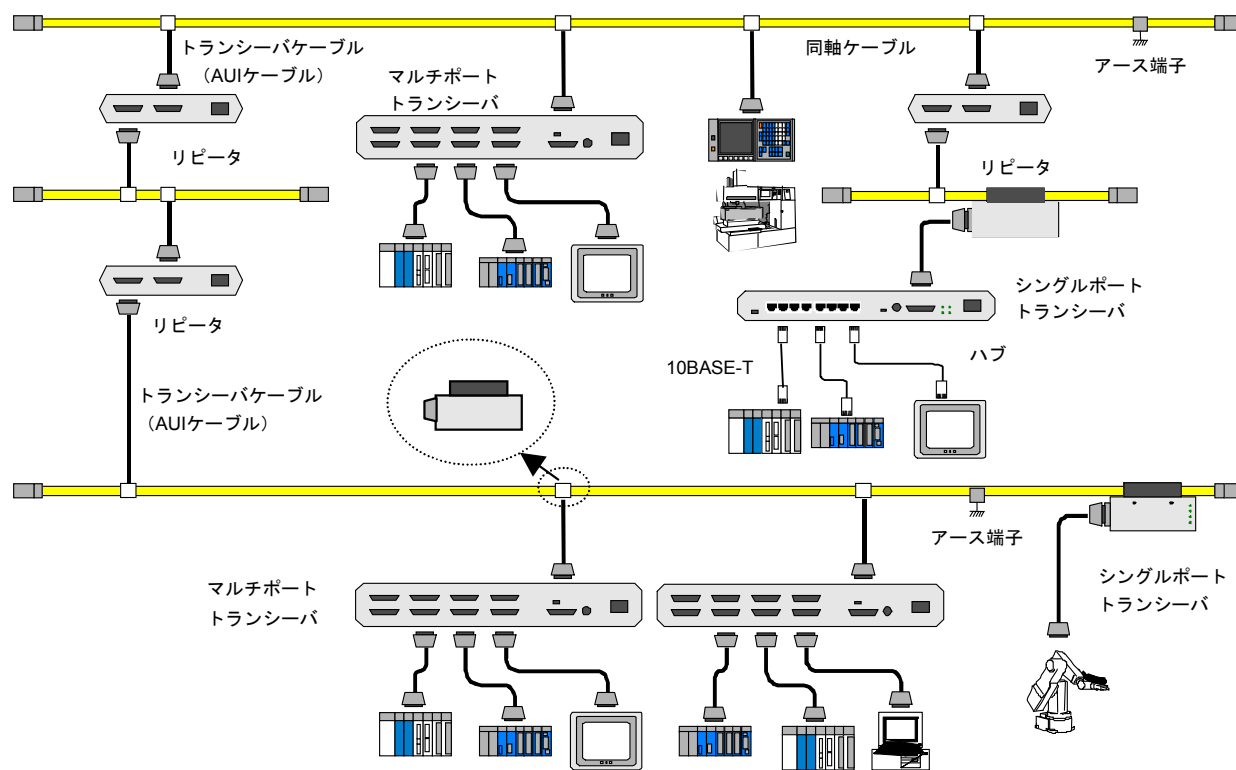 トランシーバケーブル
（AUIケーブル）
マルチポート
トランシーバ
同軸ケーブル
アース端子
リピータ
リピータ
シングルポート
トランシーバ
リピータ
ハブ
10BASE-T
トランシーバケーブル
（AUIケーブル）
アース端子
マルチポート
トランシーバ
シングルポート
トランシーバ